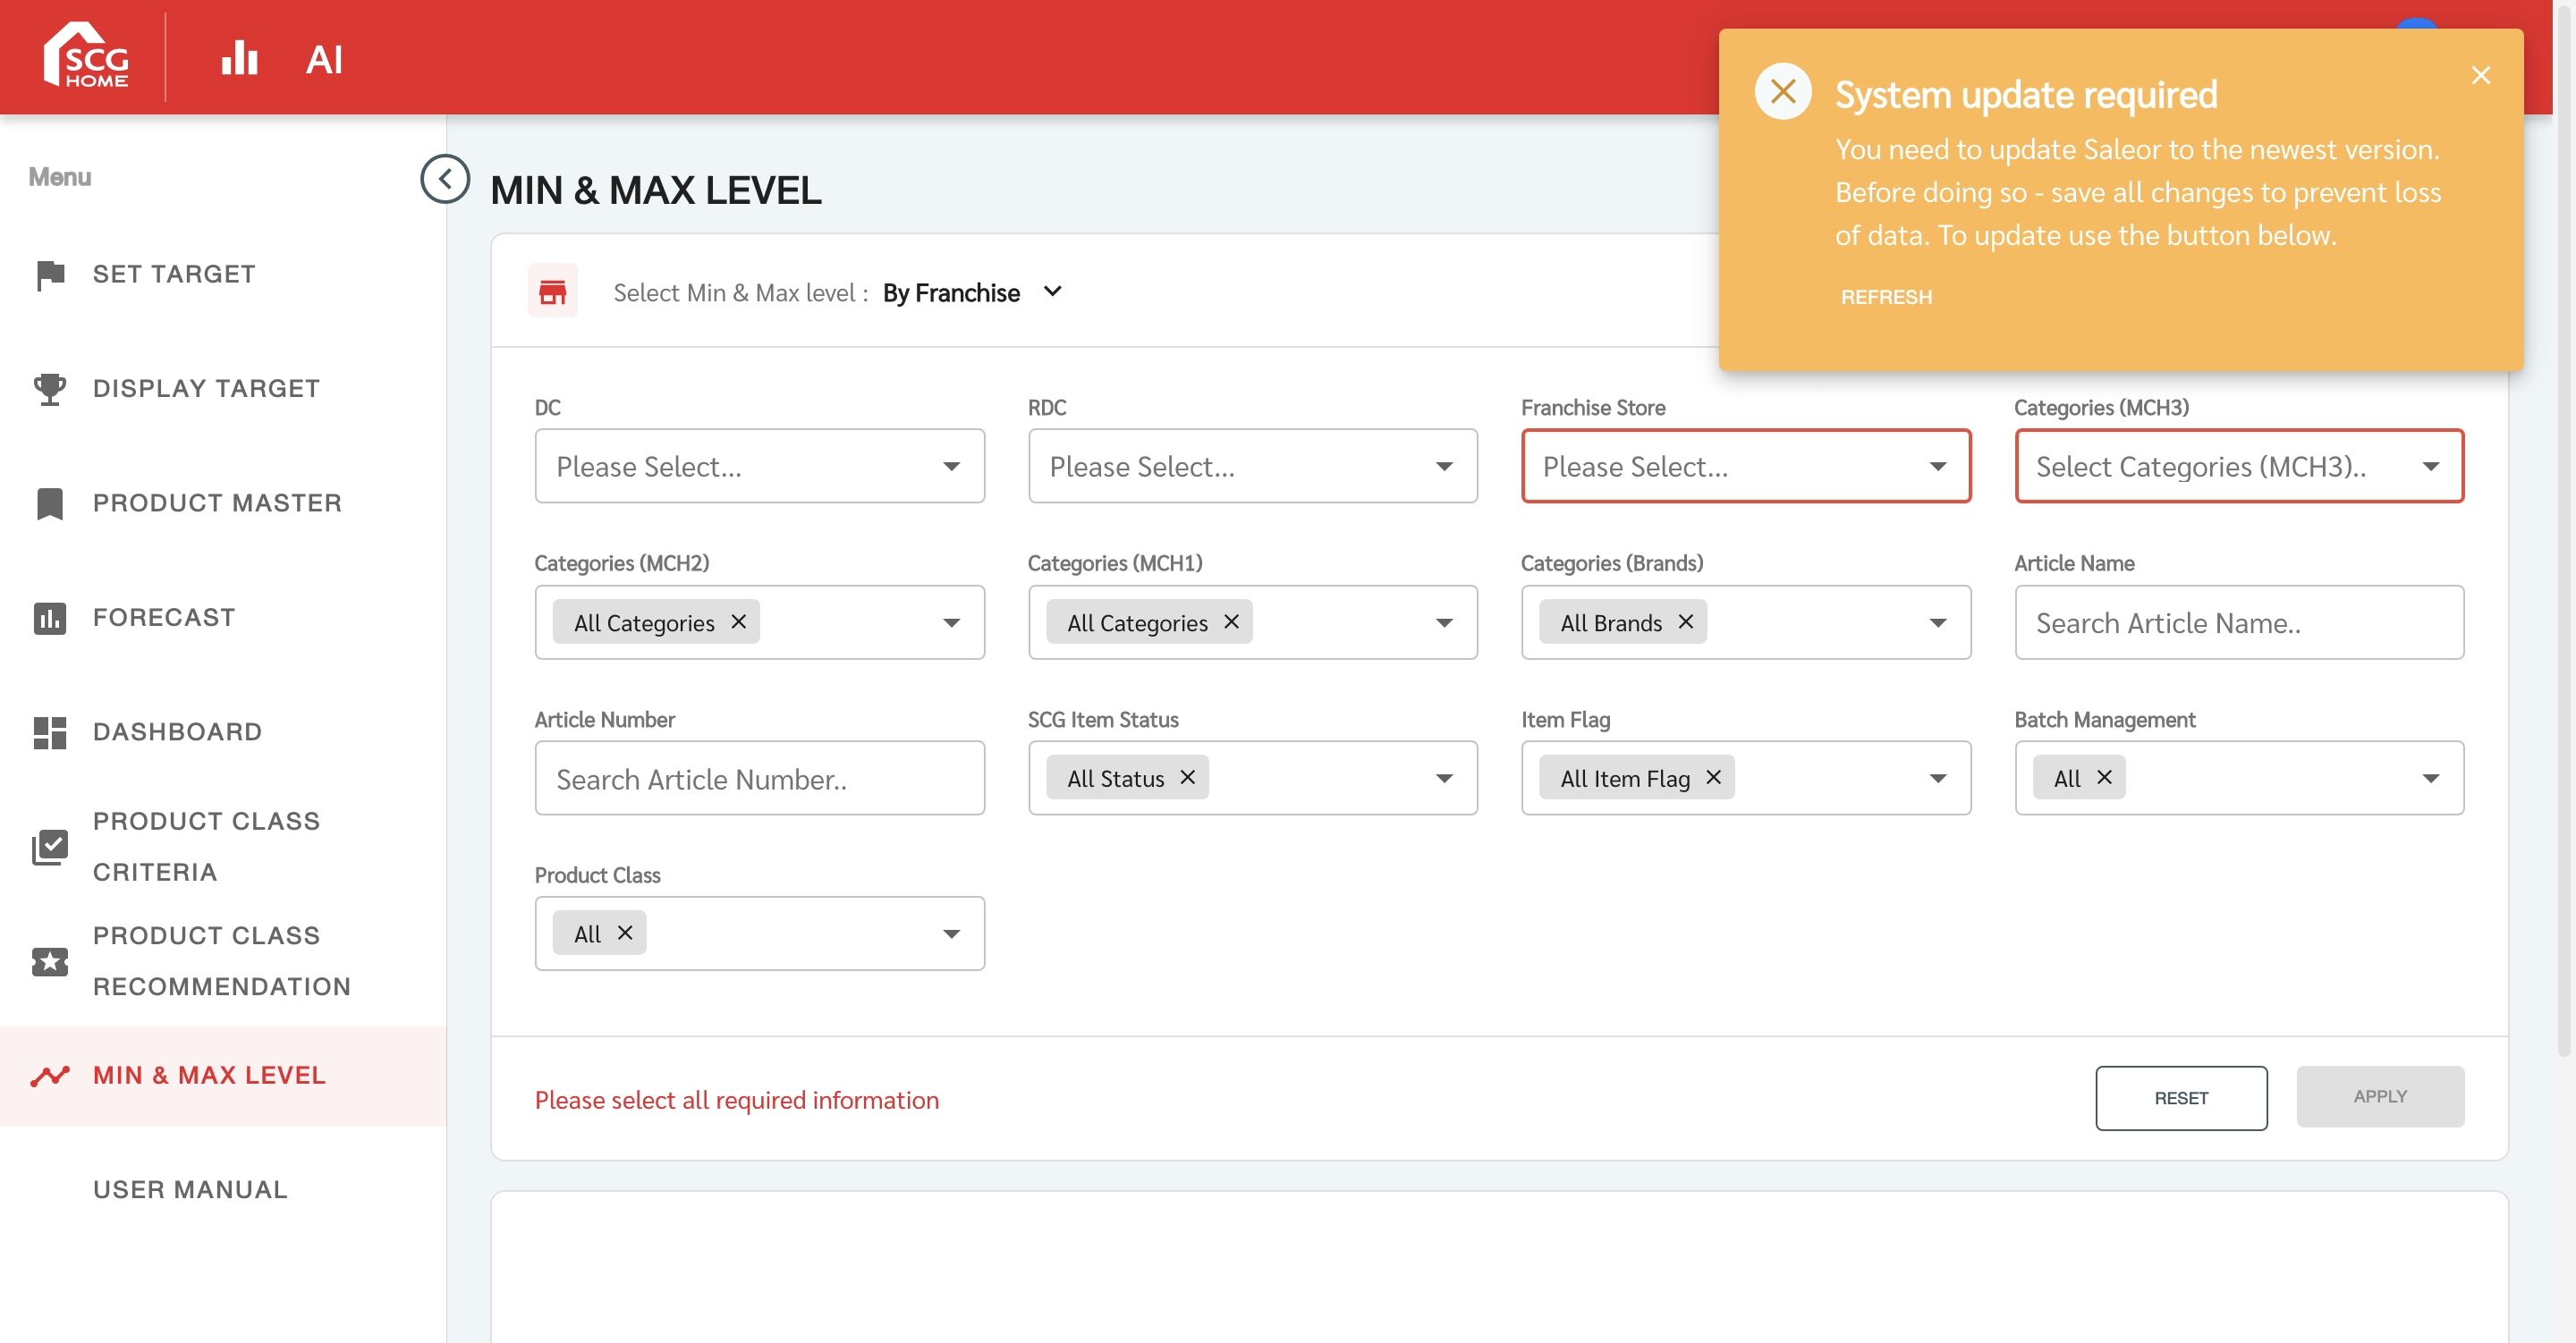 SCG
HOME
AI
System update required
You need to update Saleor to the newest version.
Before doing so - save all changes to prevent loss
of data. To update use the button below.
REFRESH
Menu
SET TARGET
DISPLAY TARGET
PRODUCT MASTER
FORECAST
DASHBOARD
PRODUCT CLASS
CRITERIA
PRODUCT CLASS
RECOMMENDATION
MIN & MAX LEVEL
USER MANUAL
MIN & MAX LEVEL
Select Min & Max level : By Franchise
DC
Please Select...
RDC
Please Select...
Franchise Store
Please Select...
Categories (MCH3)
Select Categories (MCH3)..
Categories (MCH2)
All Categories
Categories (MCH1)
All Categories
Categories (Brands)
All Brands
Article Name
Search Article Name..
Article Number
Search Article Number..
SCG Item Status
All Status
Item Flag
All Item Flag
Batch Management
All
Product Class
All
Please select all required information
RESET
APPLY